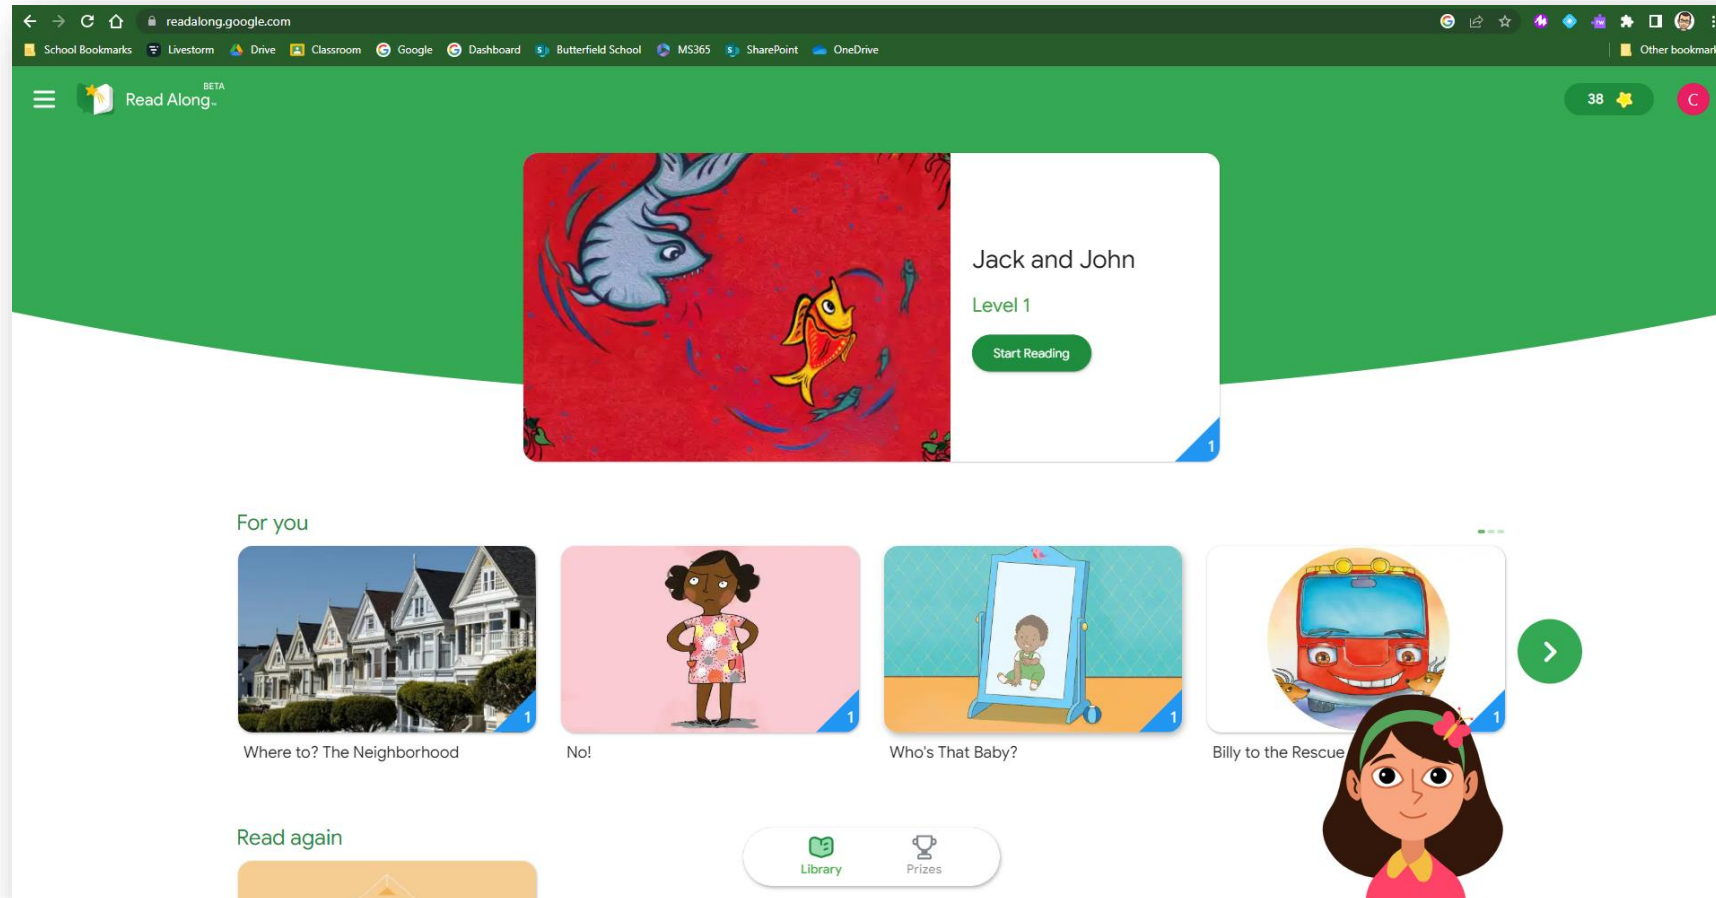 readalong.google.com
School Bookmarks Livestorm Drive Classroom Google Dashboard Butterfield School MS365 SharePoint OneDrive Other bookmark
BETA
Read Along
38
C
Jack and John
Level 1
Start Reading
1
For you
1 1 1 1
Where to? The Neighborhood No! Who's That Baby? Billy to the Rescue
Read again
Library Prizes